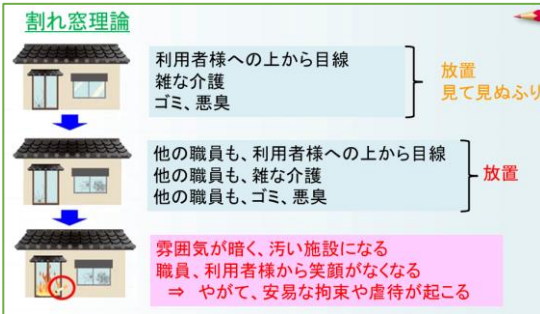 割れ窓理論
利用者様への上から目線
雑な介護
ゴミ、悪臭
放置
見て見ぬふり
他の職員も、利用者様への上から目線
他の職員も、雑な介護
他の職員も、ゴミ、悪臭
放置
雰囲気が暗く、汚い施設になる
職員、利用者様から笑顔がなくなる
⇒ やがて、安易な拘束や虐待が起こる